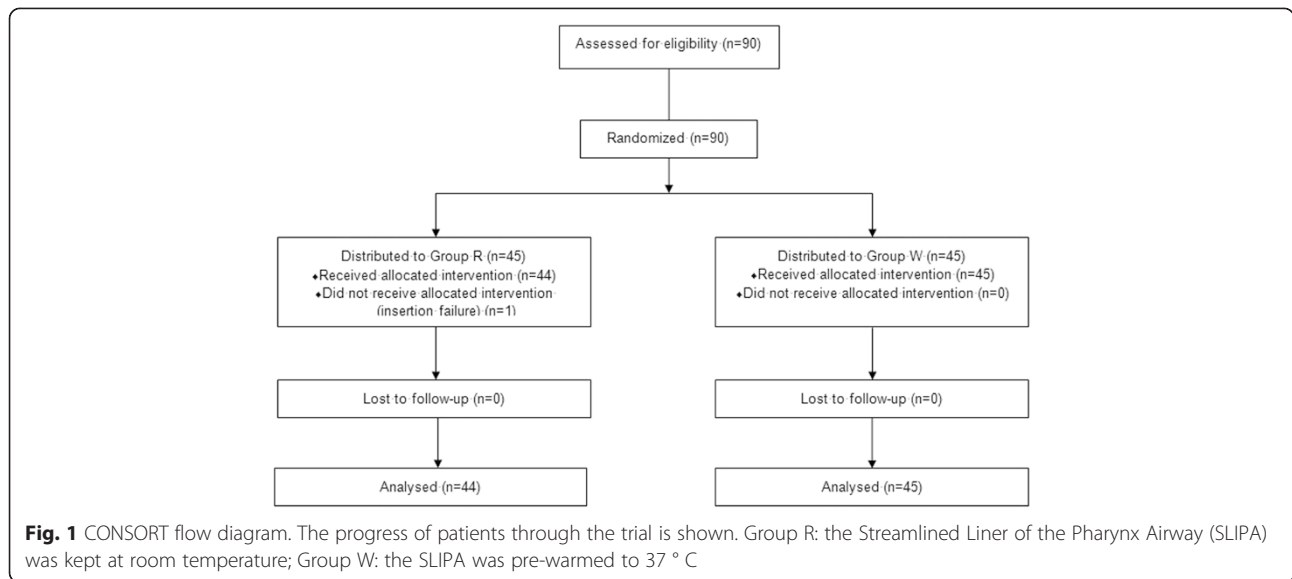 Assessed for eligibility (n=90)
Randomized (n=90)
Distributed to Group R (n=45)
◆Received allocated intervention (n=44)
◆Did not receive allocated intervention
(insertion failure) (n=1)
Distributed to Group W (n=45)
◆Received allocated intervention (n=45)
◆Did not receive allocated intervention (n=0)
Lost to follow-up (n=0)
Lost to follow-up (n=0)
Analysed (n=44)
Analysed (n=45)
Fig. 1 CONSORT flow diagram. The progress of patients through the trial is shown. Group R: the Streamlined Liner of the Pharynx Airway (SLIPA)
was kept at room temperature; Group W: the SLIPA was pre-warmed to 37 ° C